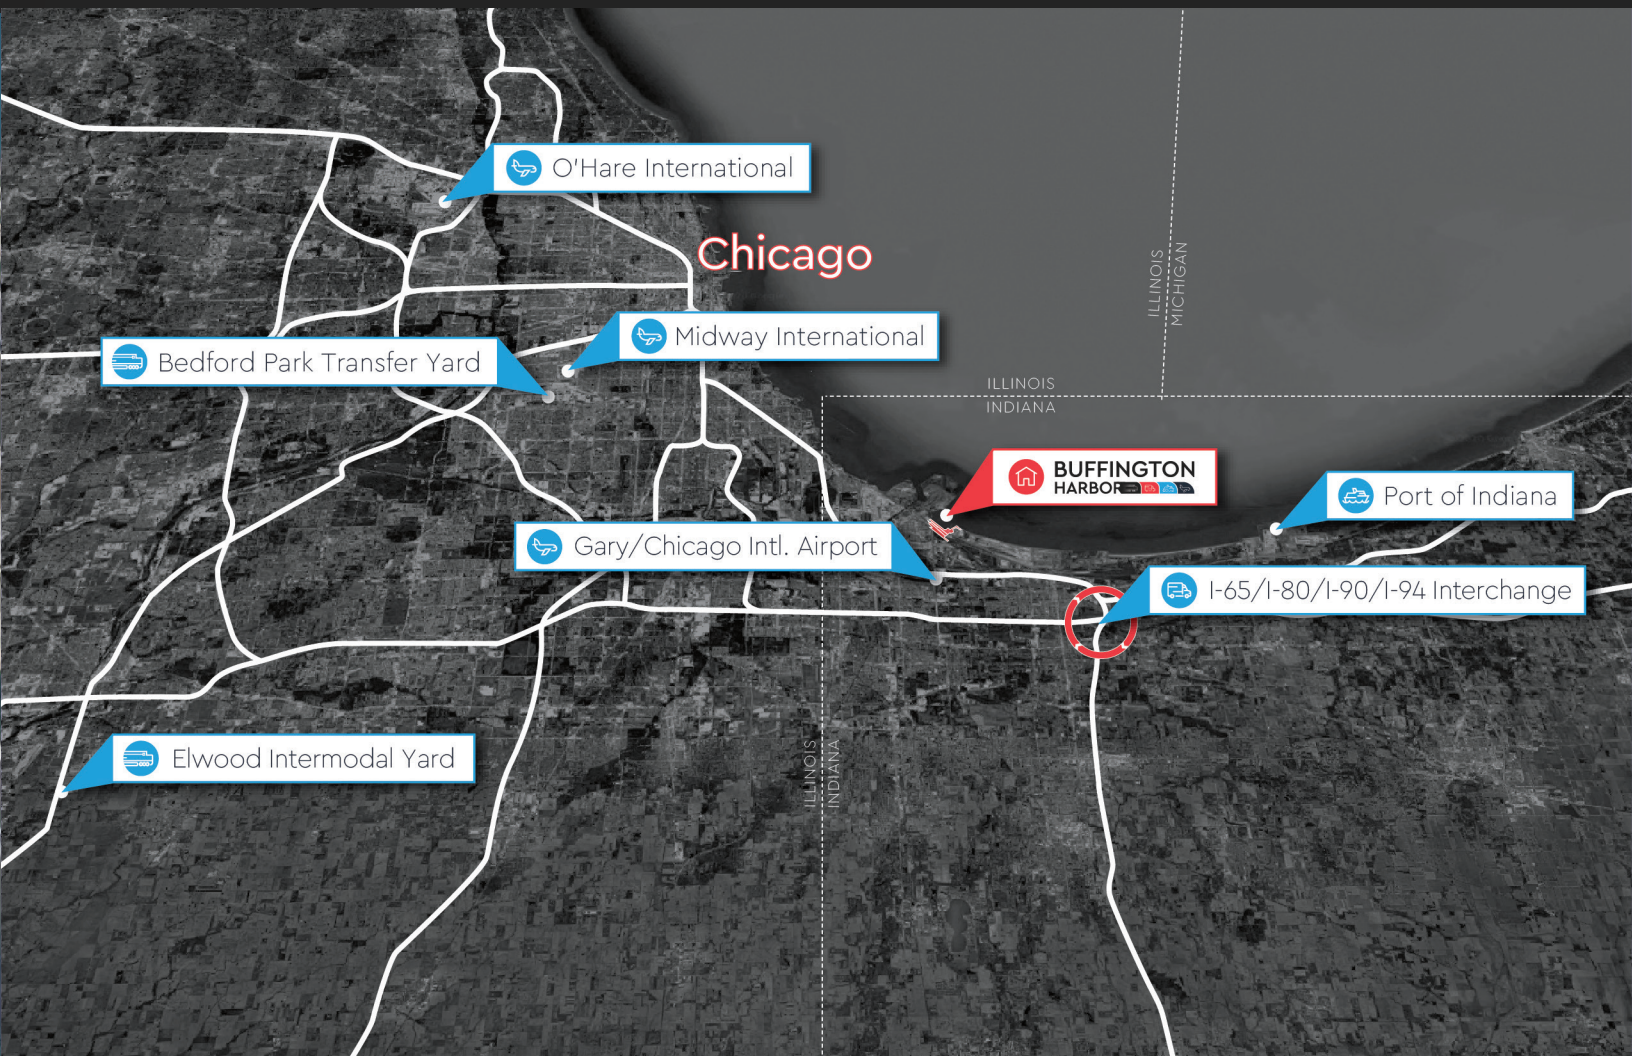 O'Hare International
Chicago
ILLINOIS
MICHIGAN
Midway International
Bedford Park Transfer Yard
ILLINOIS
INDIANA
BUFFINGTON
HARBOR
Port of Indiana
Gary/Chicago Intl. Airport
I-65/I-80/I-90/I-94 Interchange
Elwood Intermodal Yard
ILLINOIS
INDIANA